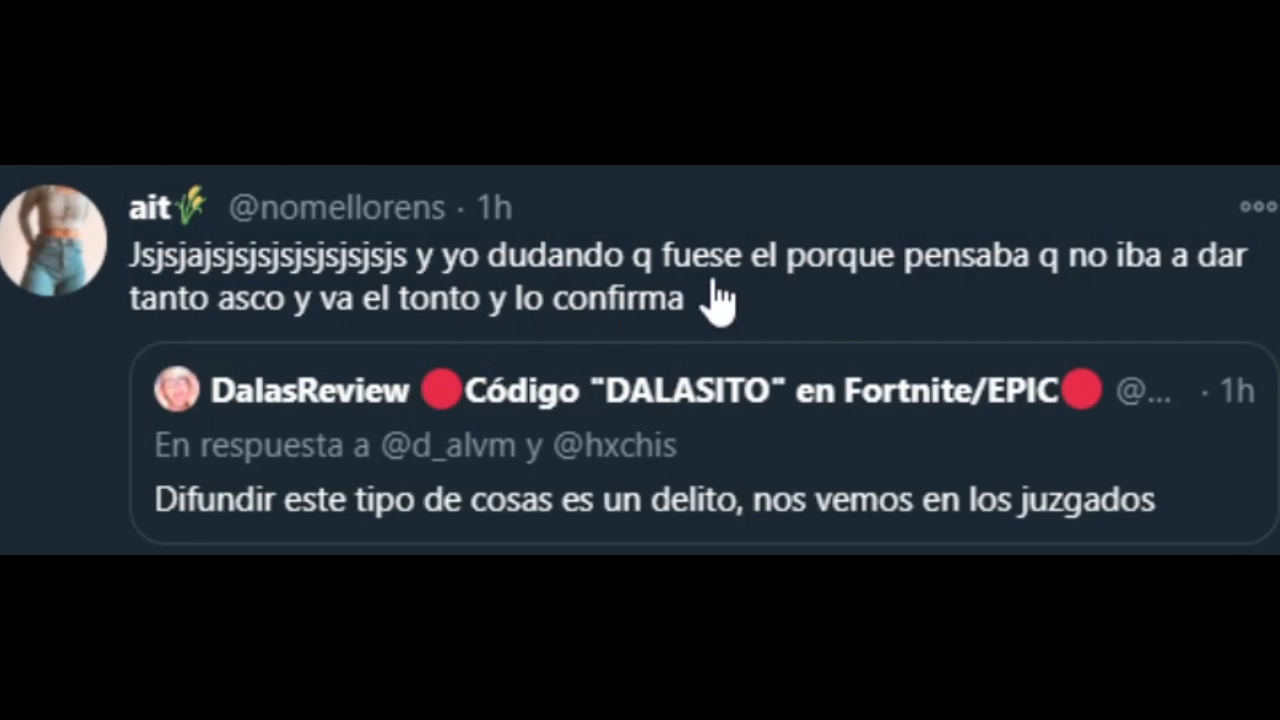 ait @nomellorens · 1h
Jsjsjajsjsjsjsjsjsjsjsjs y yo dudando q fuese el porque pensaba q no iba a dar
tanto asco y va el tonto y lo confirma
DalasReview 🔴Código "DALASITO" en Fortnite/EPIC🔴 @... · 1h
En respuesta a @d_alvm y @hxchis
Difundir este tipo de cosas es un delito, nos vemos en los juzgados